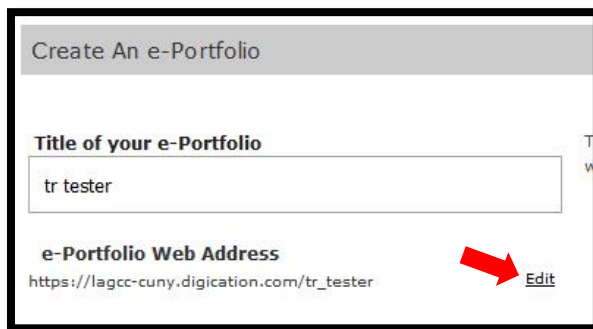 Create An e-Portfolio
Title of your e-Portfolio
tr tester
e-Portfolio Web Address
https://lagcc-cuny.digication.com/tr_tester Edit